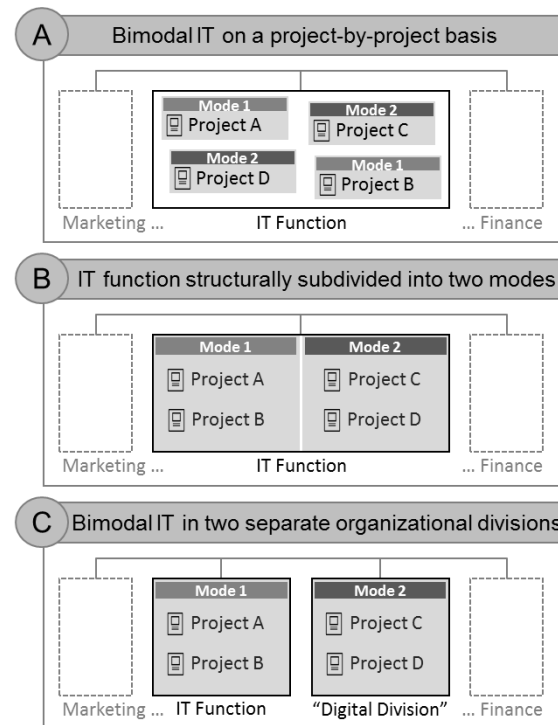 A
Bimodal IT on a project-by-project basis
Mode 1
Project A
Mode 2
Project C
Mode 2
Project D
Mode 1
Project B
Marketing ...
IT Function
... Finance
B
IT function structurally subdivided into two modes
Mode 1
Mode 2
Project A
Project C
Project B
Project D
Marketing ...
IT Function
... Finance
C
Bimodal IT in two separate organizational divisions
Mode 1
Mode 2
Project A
Project C
Project B
Project D
Marketing ...
IT Function
“Digital Division”
... Finance